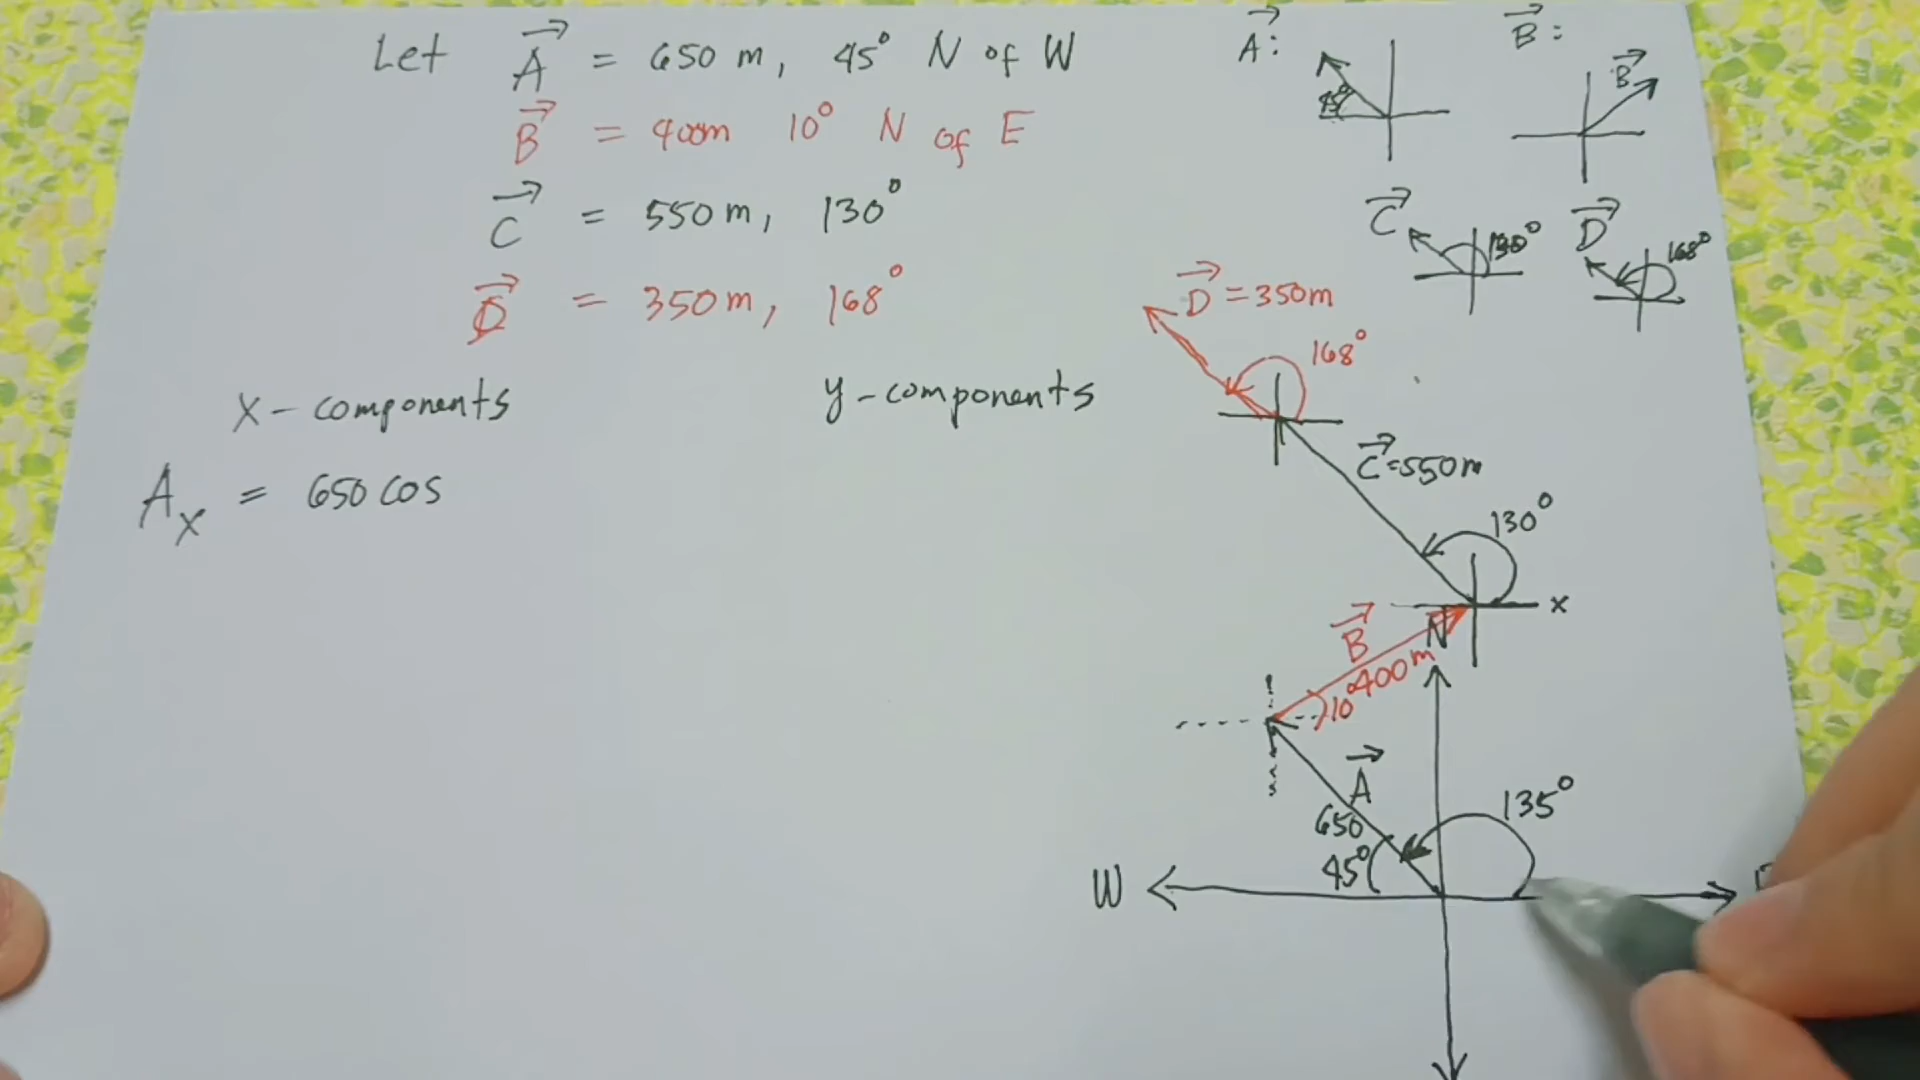 Let A = 650 m, 45° N of W
B = 400m 10° N of E
C = 550 m, 130°
D = 350 m, 168°
x - components
y - components
Ax = 650 cos
A:
45°
B:
B
C
130°
D
168°
D = 350m
168°
C = 550m
130°
x
B
400m
10°
N
A
650
45°
135°
W